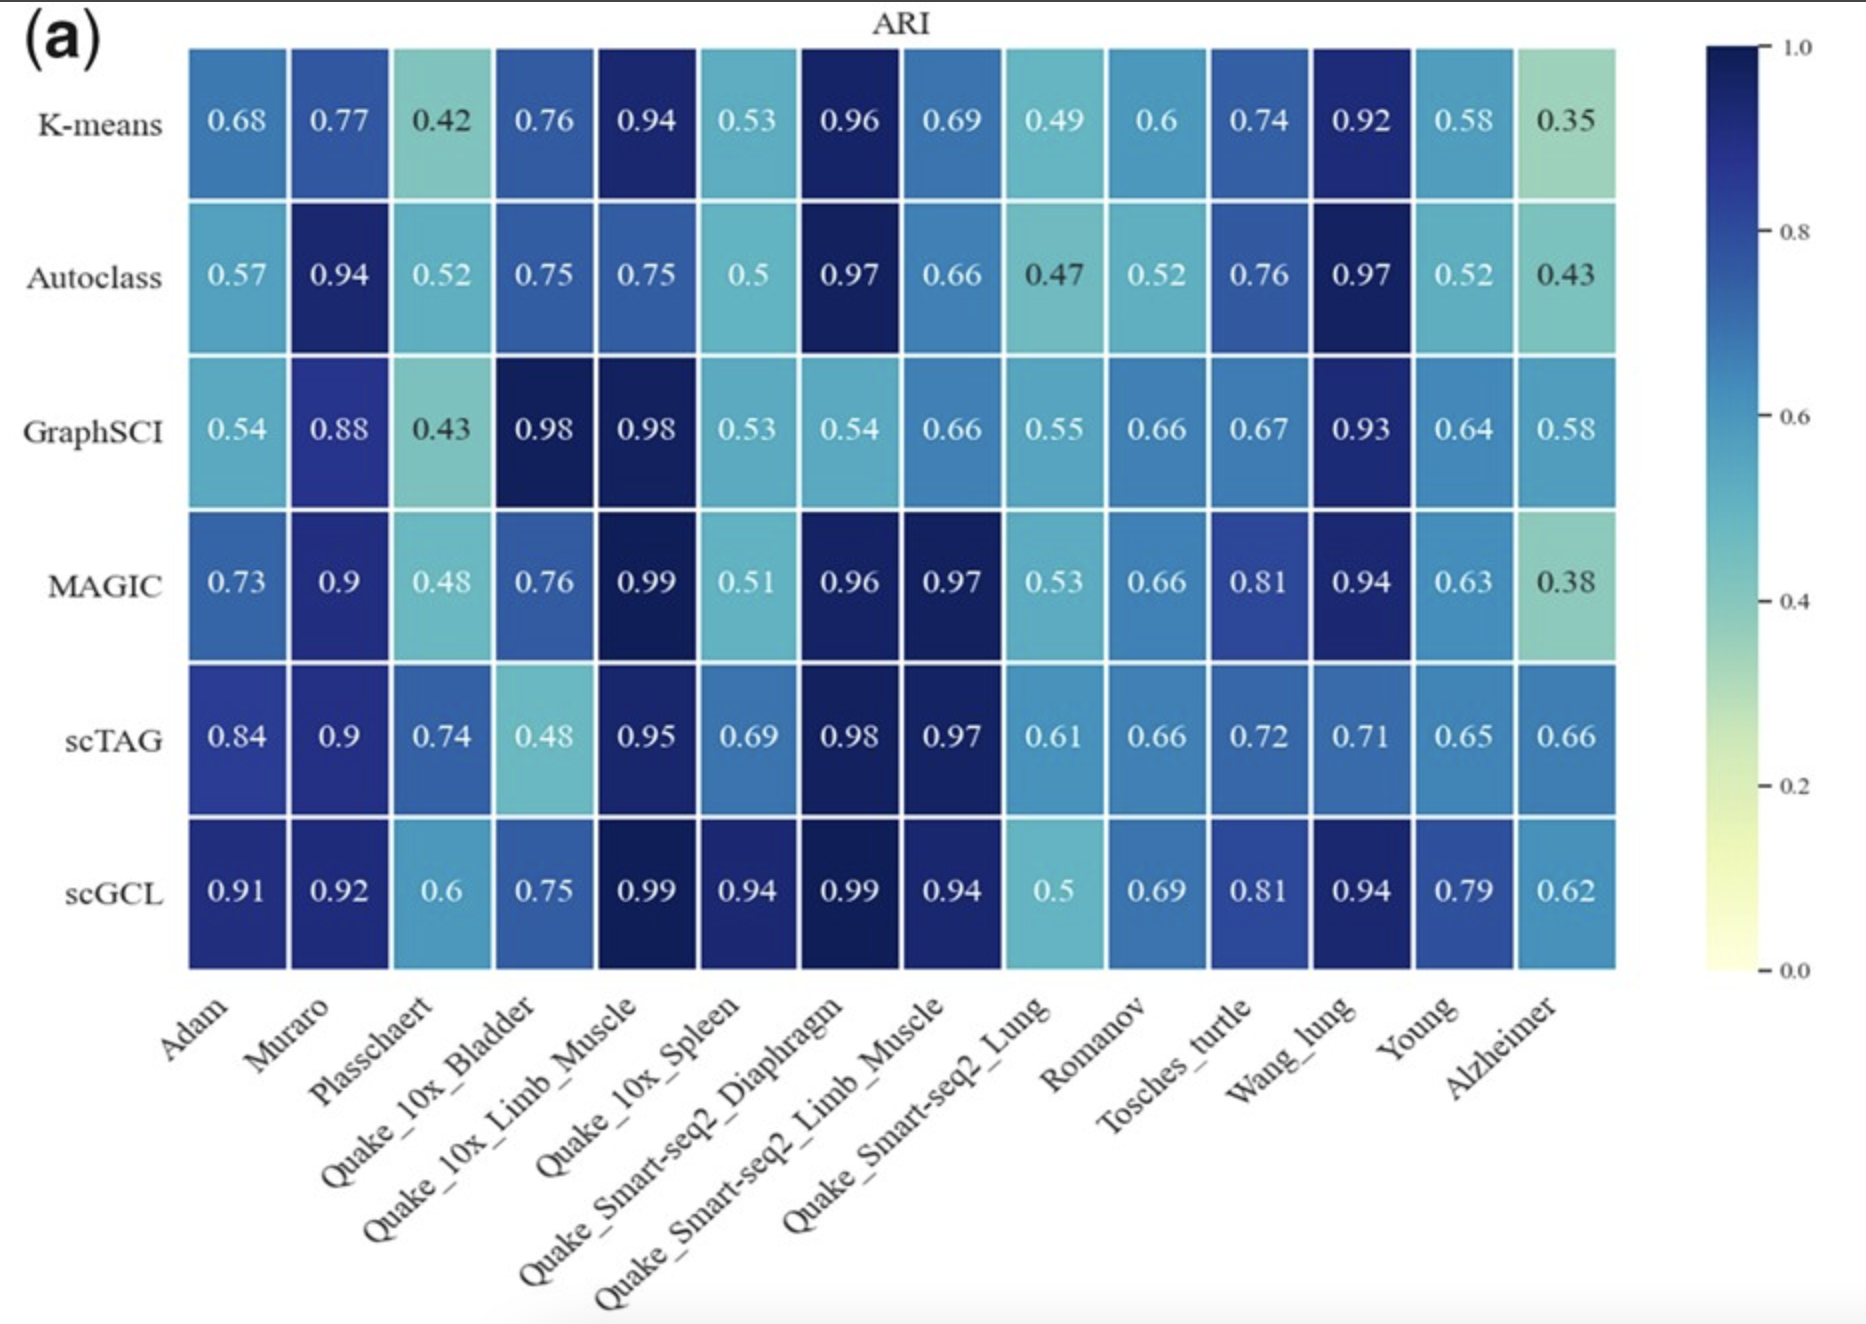 (a)
ARI
K-means 0.68 0.77 0.42 0.76 0.94 0.53 0.96 0.69 0.49 0.6 0.74 0.92 0.58 0.35
Autoclass 0.57 0.94 0.52 0.75 0.75 0.5 0.97 0.66 0.47 0.52 0.76 0.97 0.52 0.43
GraphSCI 0.54 0.88 0.43 0.98 0.98 0.53 0.54 0.66 0.55 0.66 0.67 0.93 0.64 0.58
MAGIC 0.73 0.9 0.48 0.76 0.99 0.51 0.96 0.97 0.53 0.66 0.81 0.94 0.63 0.38
scTAG 0.84 0.9 0.74 0.48 0.95 0.69 0.98 0.97 0.61 0.66 0.72 0.71 0.65 0.66
scGCL 0.91 0.92 0.6 0.75 0.99 0.94 0.99 0.94 0.5 0.69 0.81 0.94 0.79 0.62
Adam
Muraro
Plasschaert
Quake_10x_Bladder
Quake_10x_Limb_Muscle
Quake_10x_Spleen
Quake_Smart-seq2_Diaphragm
Quake_Smart-seq2_Limb_Muscle
Quake_Smart-seq2_Lung
Romanov
Tosches_turtle
Wang_lung
Young
Alzheimer
1.0
0.8
0.6
0.4
0.2
0.0